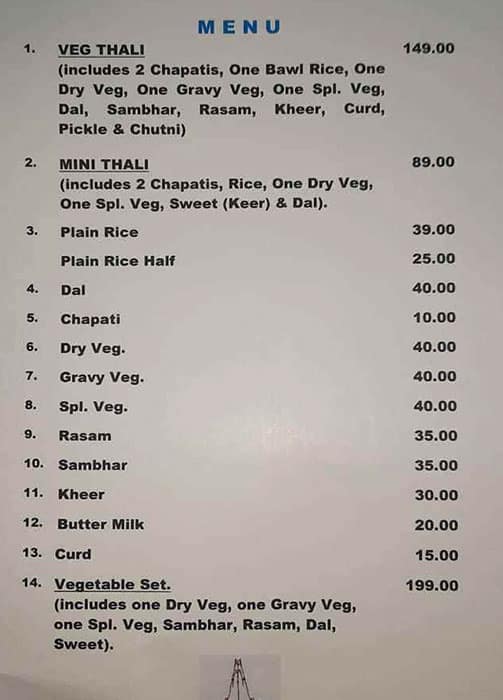 MENU
1. VEG THALI 149.00
(includes 2 Chapatis, One Bawl Rice, One
Dry Veg, One Gravy Veg, One Spl. Veg,
Dal, Sambhar, Rasam, Kheer, Curd,
Pickle & Chutni)
2. MINI THALI 89.00
(includes 2 Chapatis, Rice, One Dry Veg,
One Spl. Veg, Sweet (Keer) & Dal).
3. Plain Rice 39.00
Plain Rice Half 25.00
4. Dal 40.00
5. Chapati 10.00
6. Dry Veg. 40.00
7. Gravy Veg. 40.00
8. Spl. Veg. 40.00
9. Rasam 35.00
10. Sambhar 35.00
11. Kheer 30.00
12. Butter Milk 20.00
13. Curd 15.00
14. Vegetable Set. 199.00
(includes one Dry Veg, one Gravy Veg,
one Spl. Veg, Sambhar, Rasam, Dal,
Sweet).